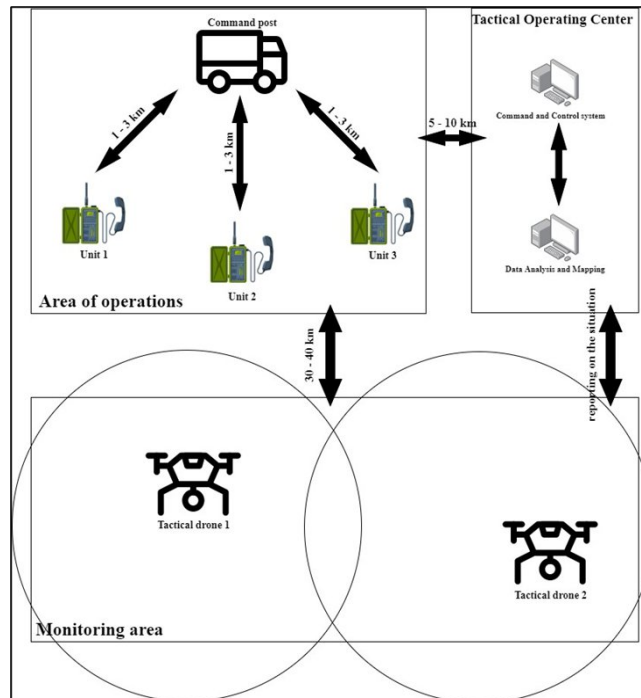 Command post
Tactical Operating Center
1 - 3 km
1 - 3 km
1 - 3 km
5 - 10 km
Command and Control system
Unit 1
Unit 2
Unit 3
Data Analysis and Mapping
Area of operations
30 - 40 km
reporting on the situation
Tactical drone 1
Tactical drone 2
Monitoring area